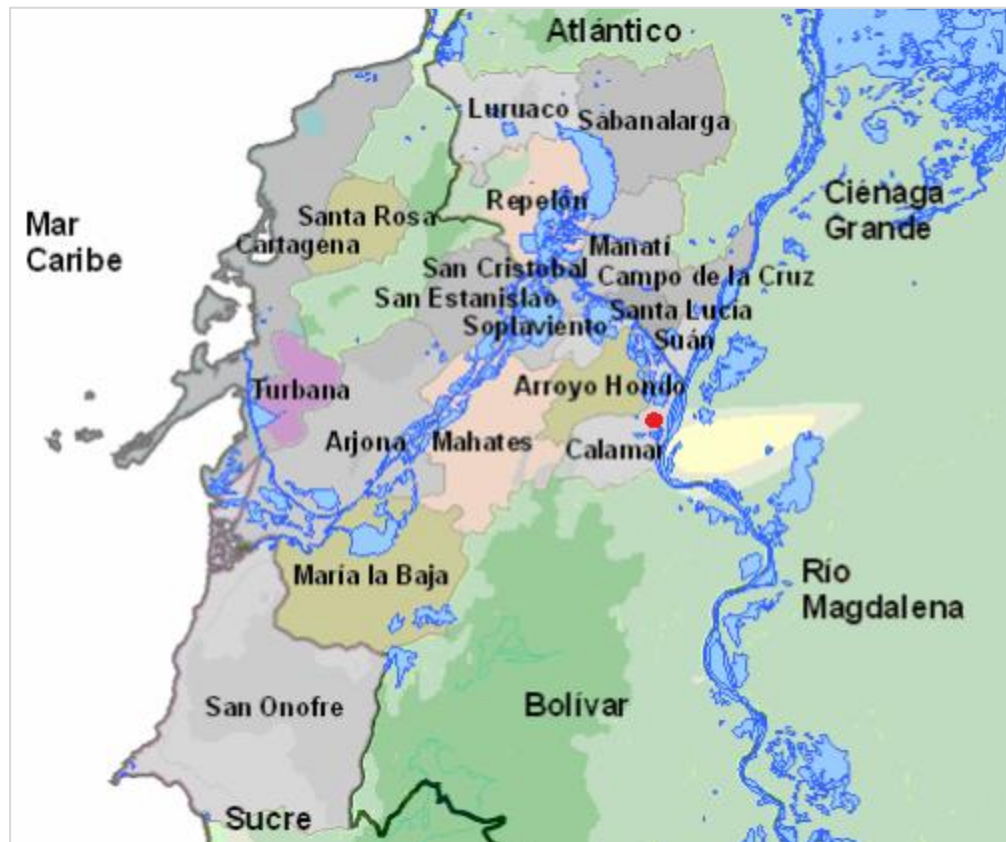 Atlántico
Luruaco
Sabanalarga
Ciénaga
Grande
Mar
Caribe
Santa Rosa
Repelón
Cartagena
Manatí
San Cristobal
Campo de la Cruz
San Estanislao
Santa Lucía
Soplaviento
Suán
Turbana
Arroyo Hondo
Arjona
Mahates
Calamar
María la Baja
Río
Magdalena
San Onofre
Bolívar
Sucre